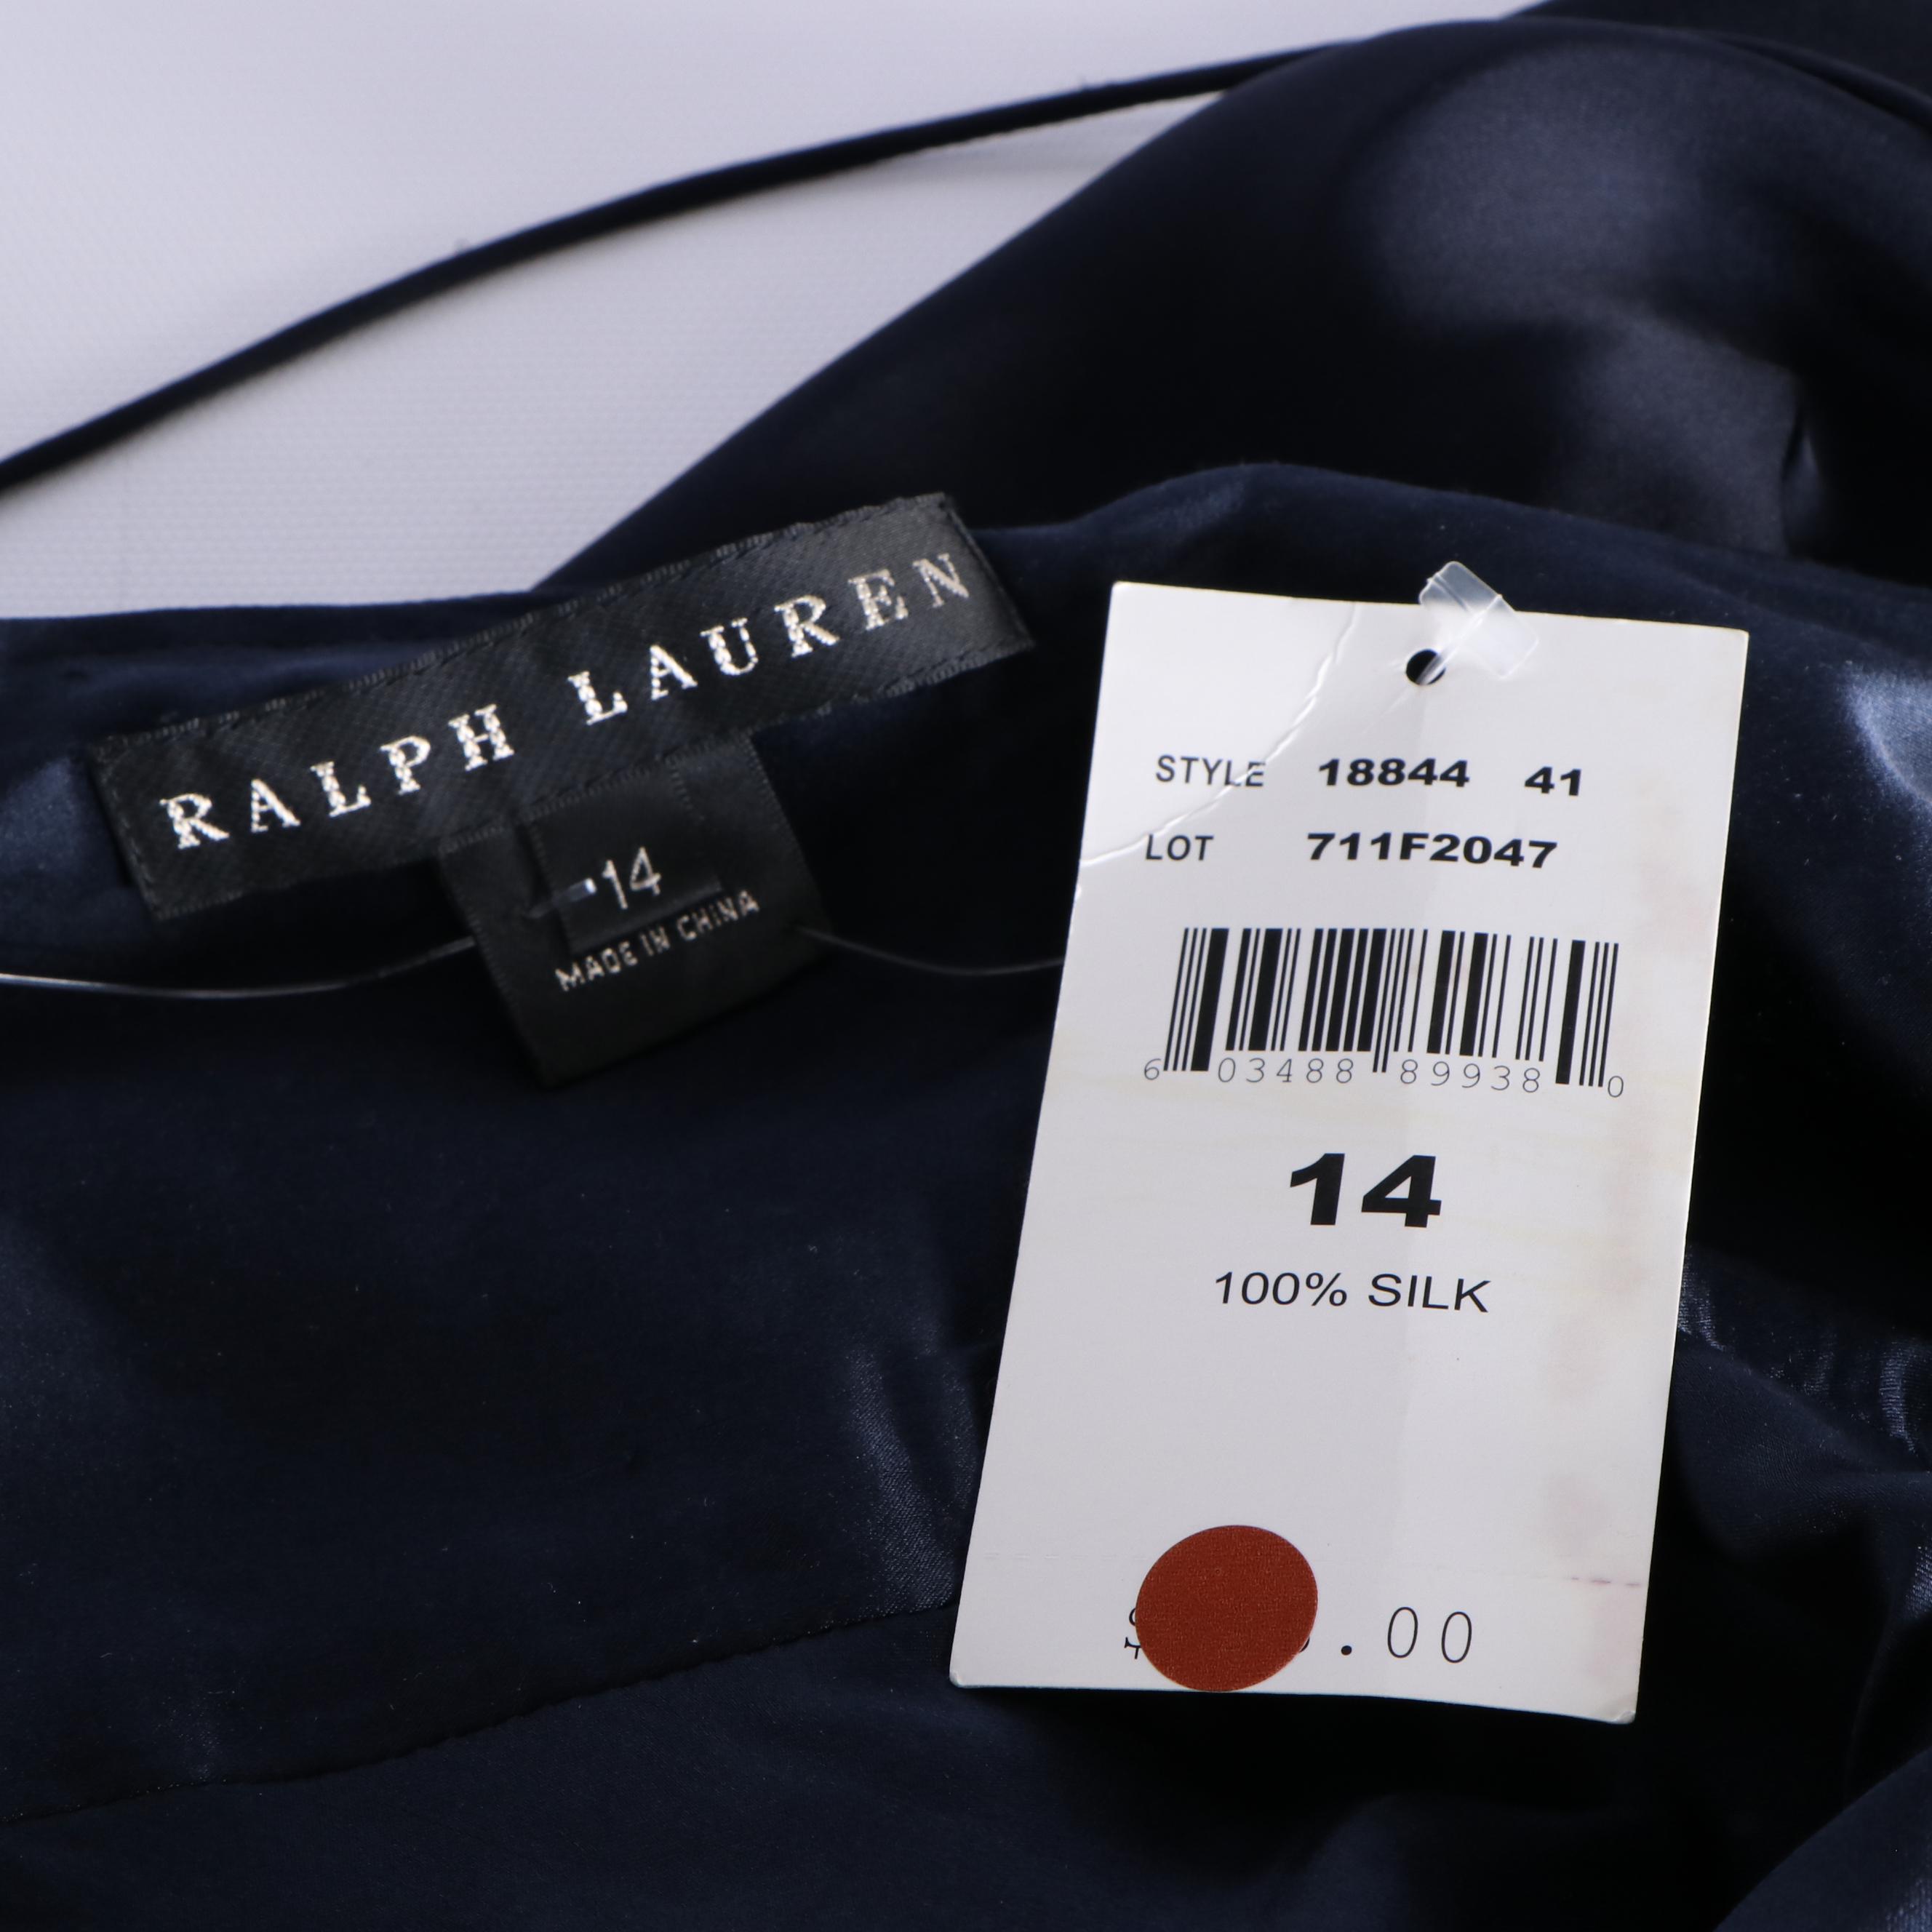 RALPH LAUREN
14
MADE IN CHINA
STYLE 18844 41
LOT 711F2047
6 03488 89938 0
14
100% SILK
.00